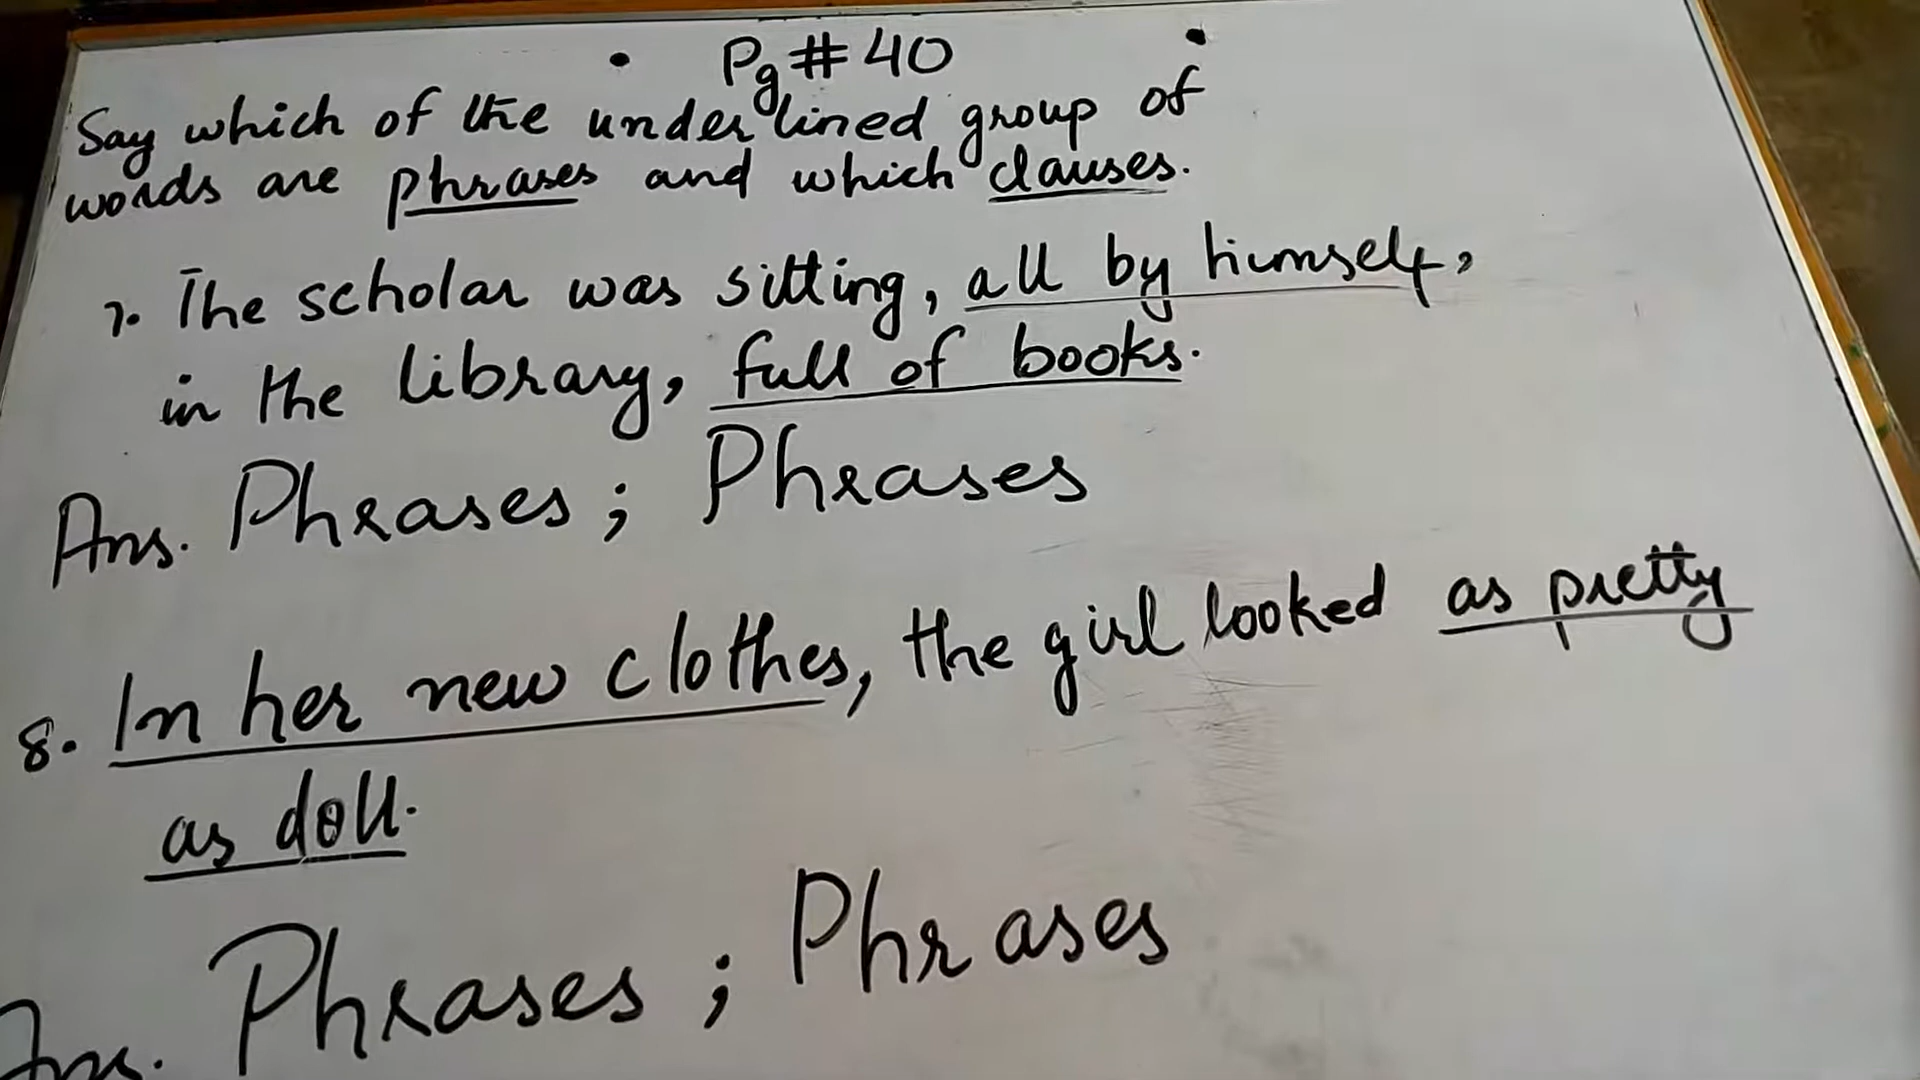 Pg # 40
Say which of the underlined group of
words are phrases and which clauses.
7. The scholar was sitting, all by himself,
in the library, full of books.
Ans. Phrases ; Phrases
8. In her new clothes, the girl looked as pretty
as doll.
Ans. Phrases ; Phrases